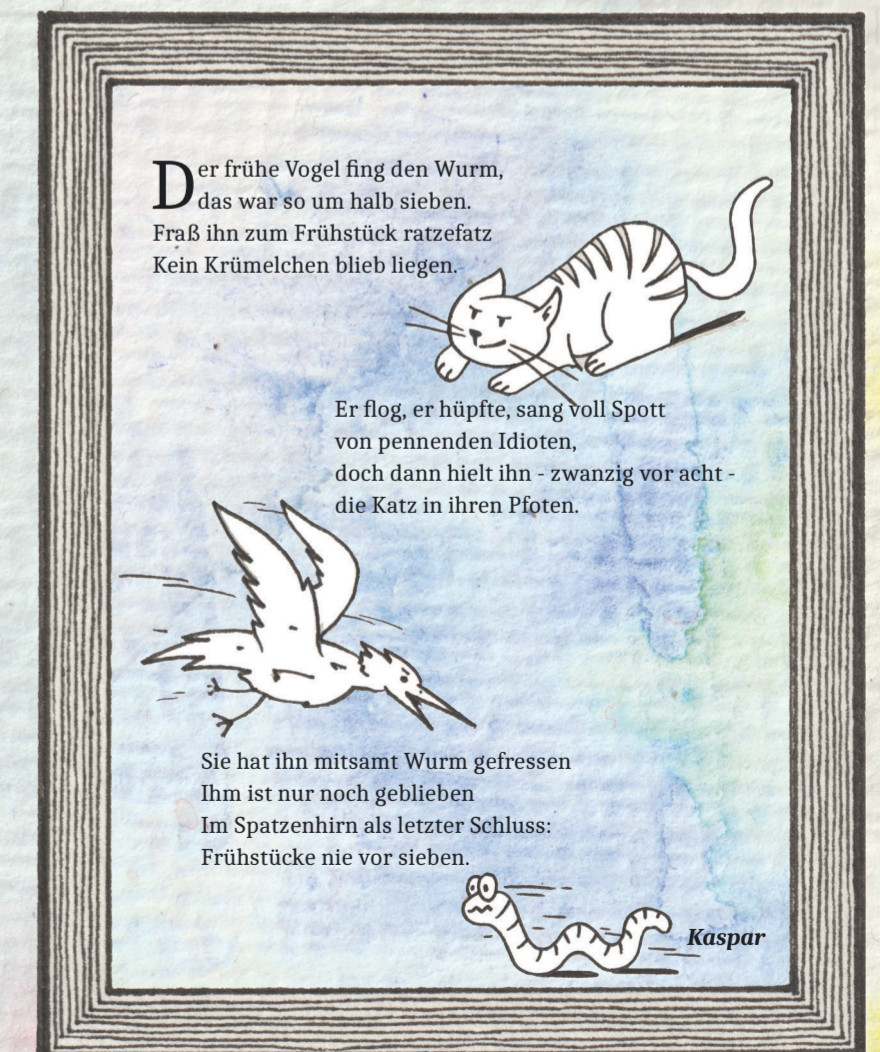 Der frühe Vogel fing den Wurm,
das war so um halb sieben.
Fraß ihn zum Frühstück ratzefatz
Kein Krümelchen blieb liegen.
Er flog, er hüpfte, sang voll Spott
von pennenden Idioten,
doch dann hielt ihn - zwanzig vor acht -
die Katz in ihren Pfoten.
Sie hat ihn mitsamt Wurm gefressen
Ihm ist nur noch geblieben
Im Spatzenhirn als letzter Schluss:
Frühstücke nie vor sieben.
Kaspar